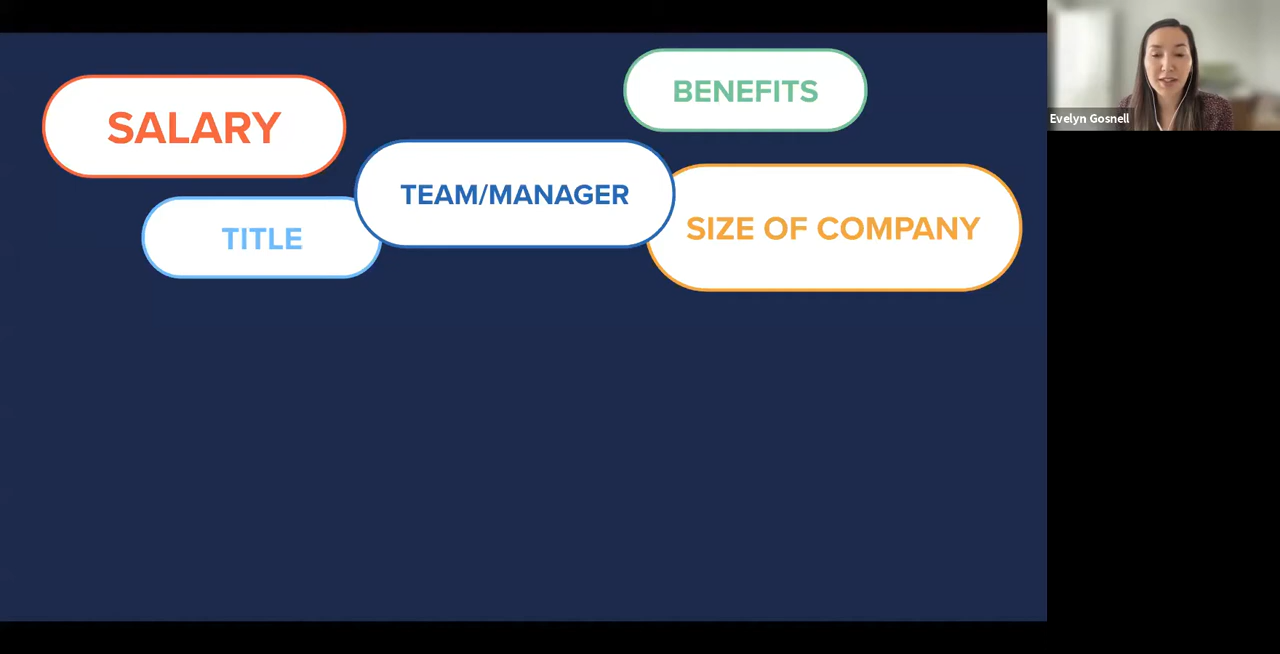 SALARY
BENEFITS
TEAM/MANAGER
TITLE
SIZE OF COMPANY
Evelyn Gosnell